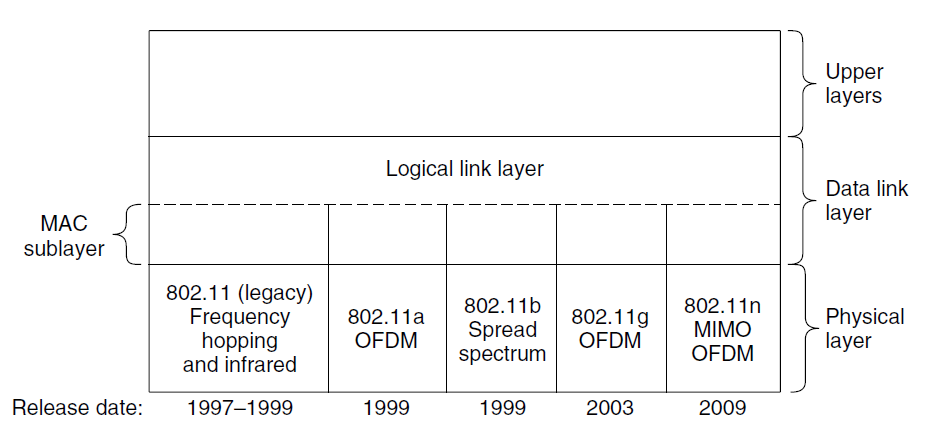 Upper
layers
Logical link layer
Data link
layer
MAC
sublayer
802.11 (legacy)
Frequency
hopping
and infrared
802.11a
OFDM
802.11b
Spread
spectrum
802.11g
OFDM
802.11n
MIMO
OFDM
Physical
layer
Release date: 1997–1999 1999 1999 2003 2009